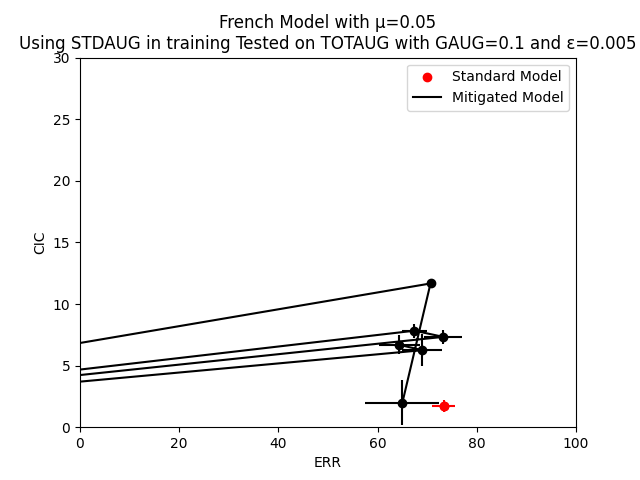 French Model with μ=0.05
Using STDAUG in training Tested on TOTAUG with GAUG=0.1 and ε=0.005
30
25
20
15
10
5
0
CIC
Standard Model
Mitigated Model
0 20 40 60 80 100
ERR